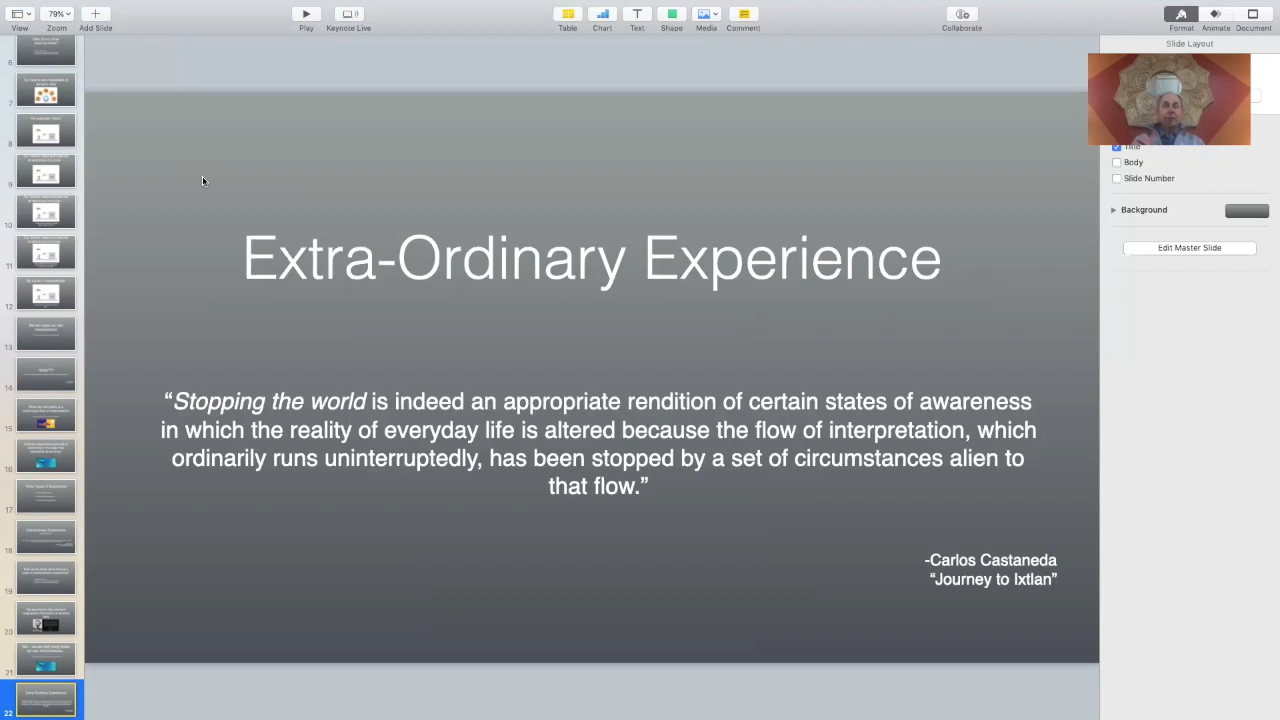 79%
View
Zoom
Add Slide
Play
Keynote Live
Table
Chart
Text
Shape
Media
Comment
Collaborate
Format
Animate
Document
Slide Layout
Title
Body
Slide Number
Background
Edit Master Slide
6
7
8
9
10
11
12
13
14
15
16
17
18
19
20
21
22
Extra-Ordinary Experience
“Stopping the world is indeed an appropriate rendition of certain states of awareness
in which the reality of everyday life is altered because the flow of interpretation, which
ordinarily runs uninterruptedly, has been stopped by a set of circumstances alien to
that flow.”
-Carlos Castaneda
“Journey to Ixtlan”